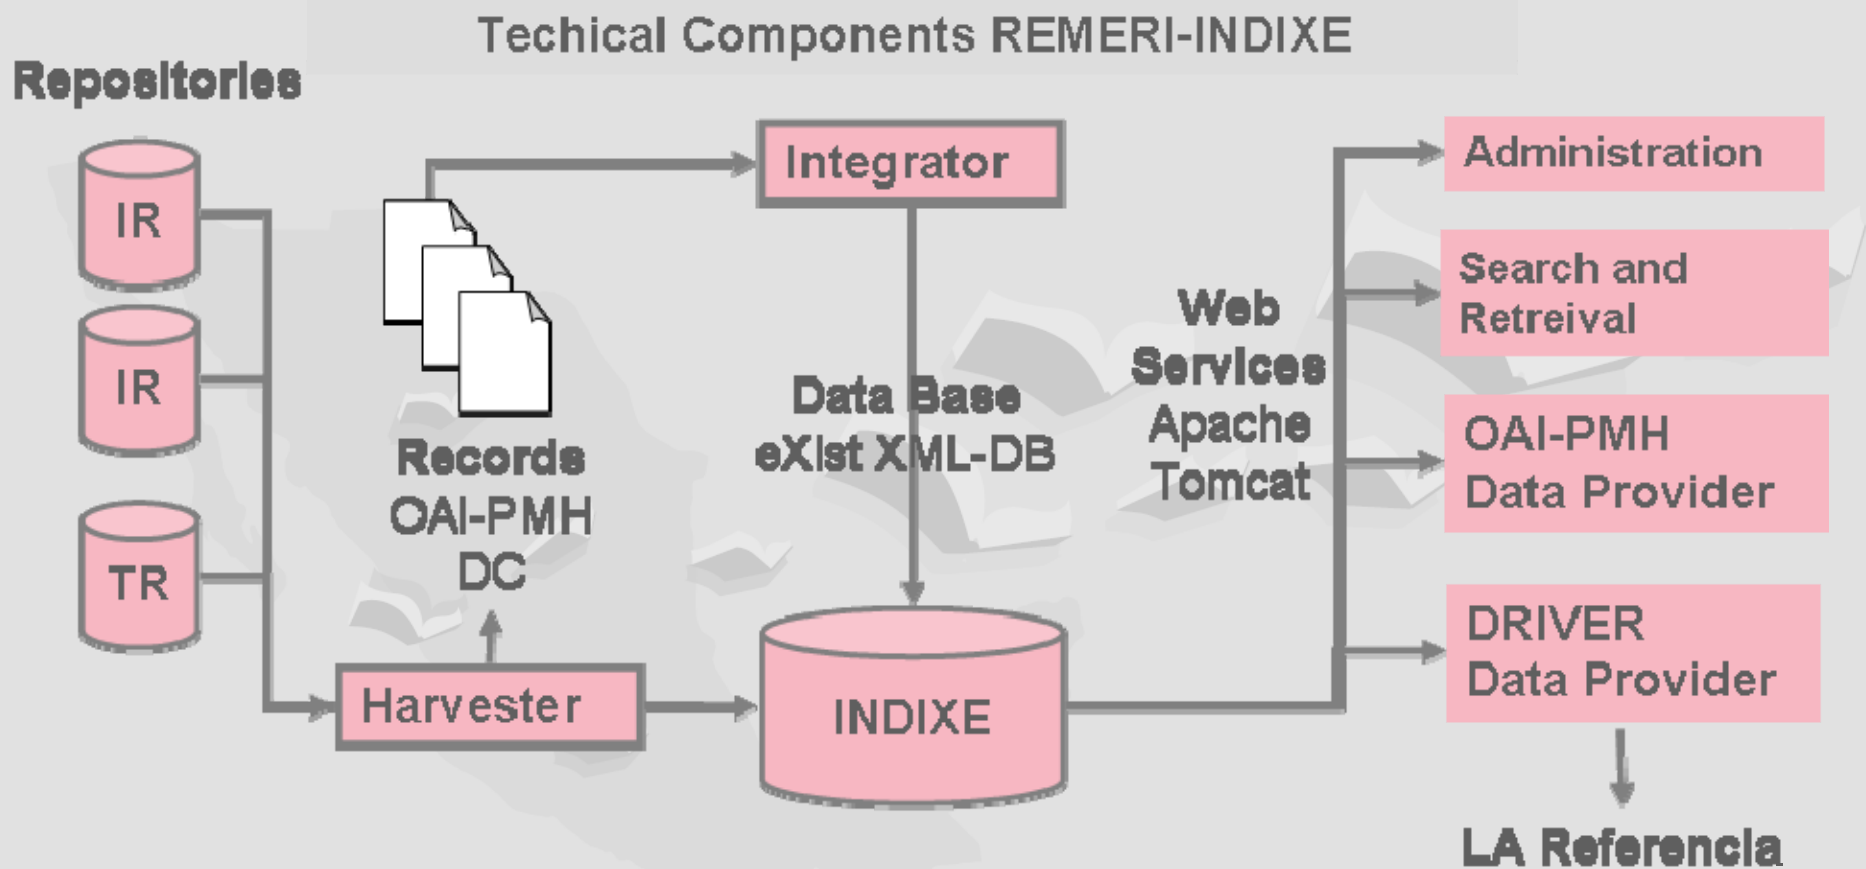 Techical Components REMERI-INDIXE
Repositories
IR
IR
TR
Records
OAI-PMH
DC
Harvester
Integrator
Data Base
eXist XML-DB
INDIXE
Web
Services
Apache
Tomcat
Administration
Search and
Retreival
OAI-PMH
Data Provider
DRIVER
Data Provider
LA Referencia